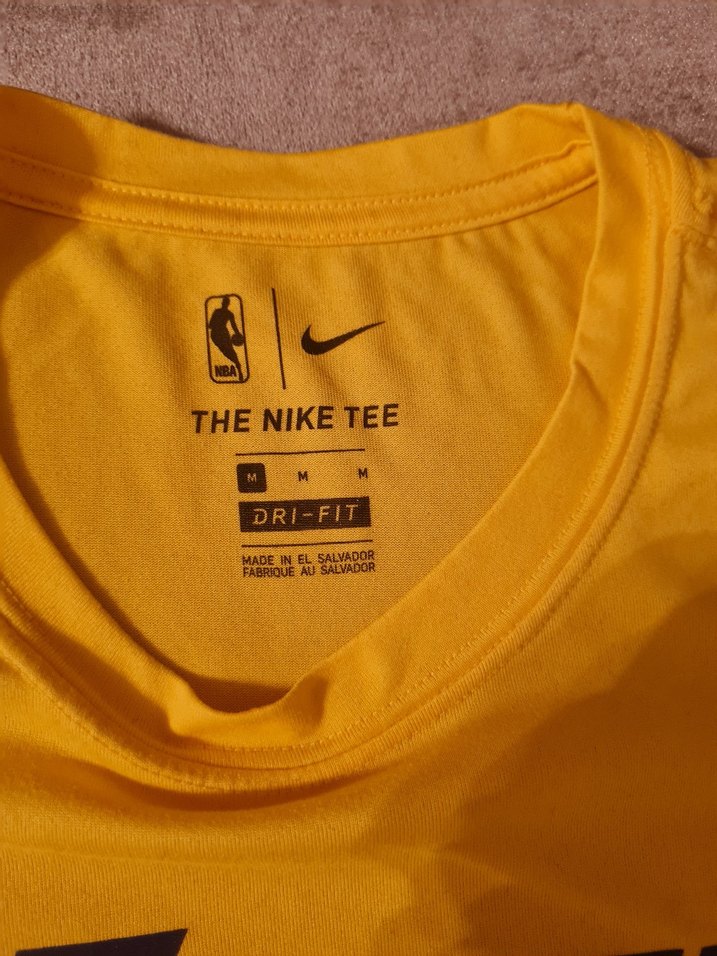 NBA
THE NIKE TEE
M M M
DRI-FIT
MADE IN EL SALVADOR
FABRIQUE AU SALVADOR